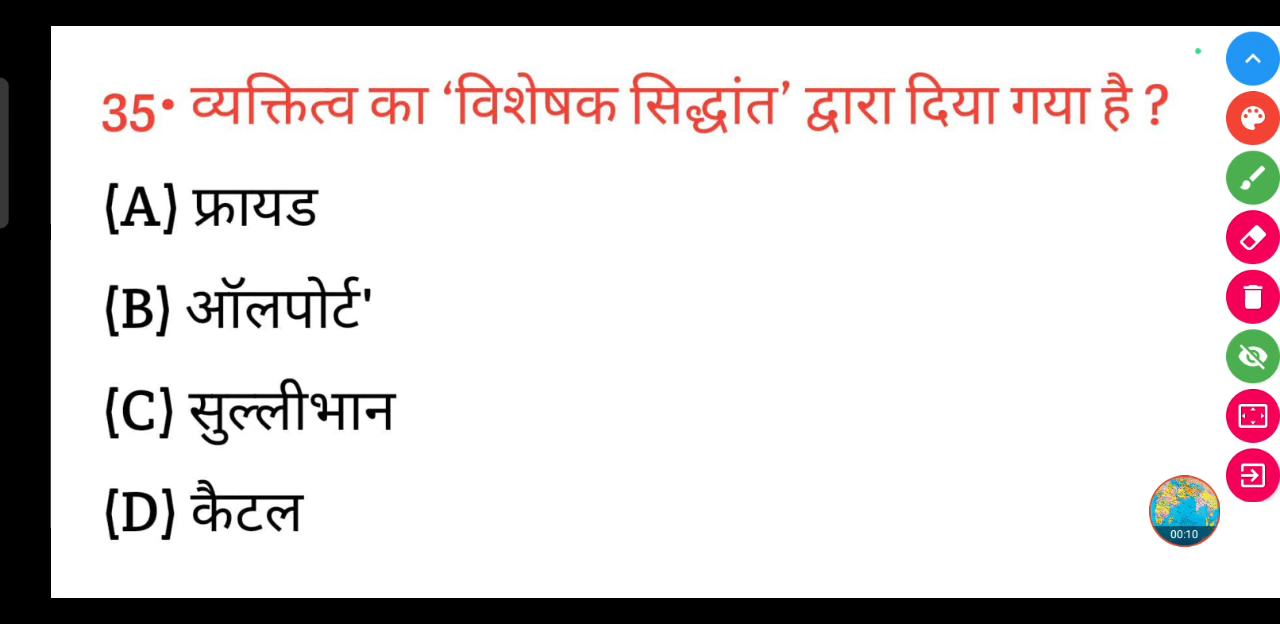 35• व्यक्तित्व का ‘विशेषक सिद्धांत’ द्वारा दिया गया है ?
(A) फ्रायड
(B) ऑलपोर्ट'
(C) सुल्लीभान
(D) कैटल
00:10